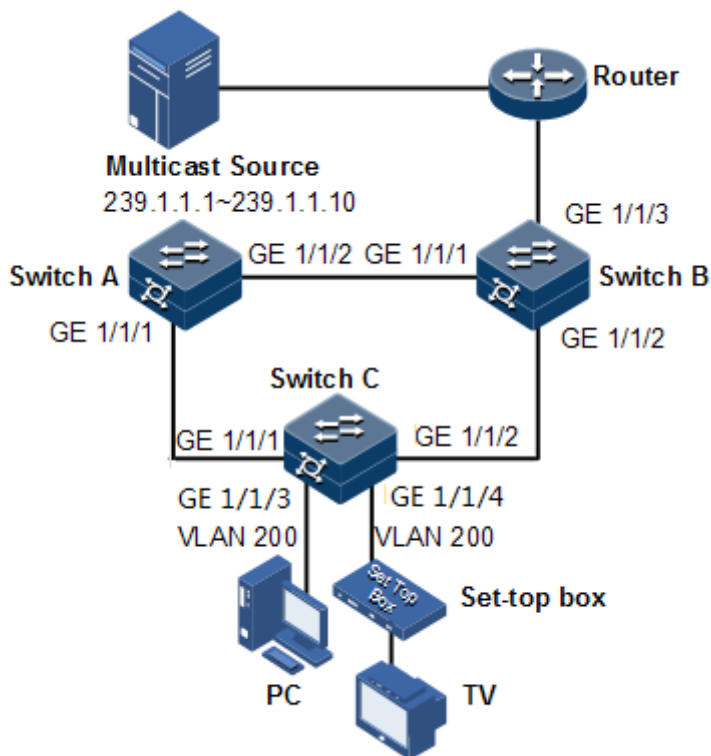 Router
Multicast Source
239.1.1.1~239.1.1.10
GE 1/1/3
Switch A
GE 1/1/2
GE 1/1/1
Switch B
GE 1/1/1
GE 1/1/2
Switch C
GE 1/1/1
GE 1/1/2
GE 1/1/3
GE 1/1/4
VLAN 200
VLAN 200
Set Top
Box
Set-top box
PC
TV